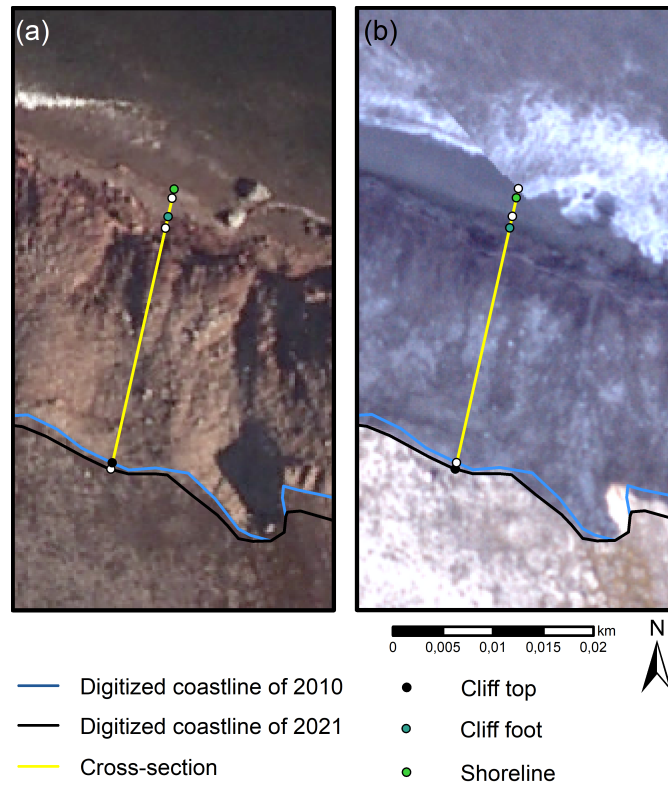 (a)
(b)
km
0 0,005 0,01 0,015 0,02
N
Digitized coastline of 2010
Digitized coastline of 2021
Cross-section
Cliff top
Cliff foot
Shoreline